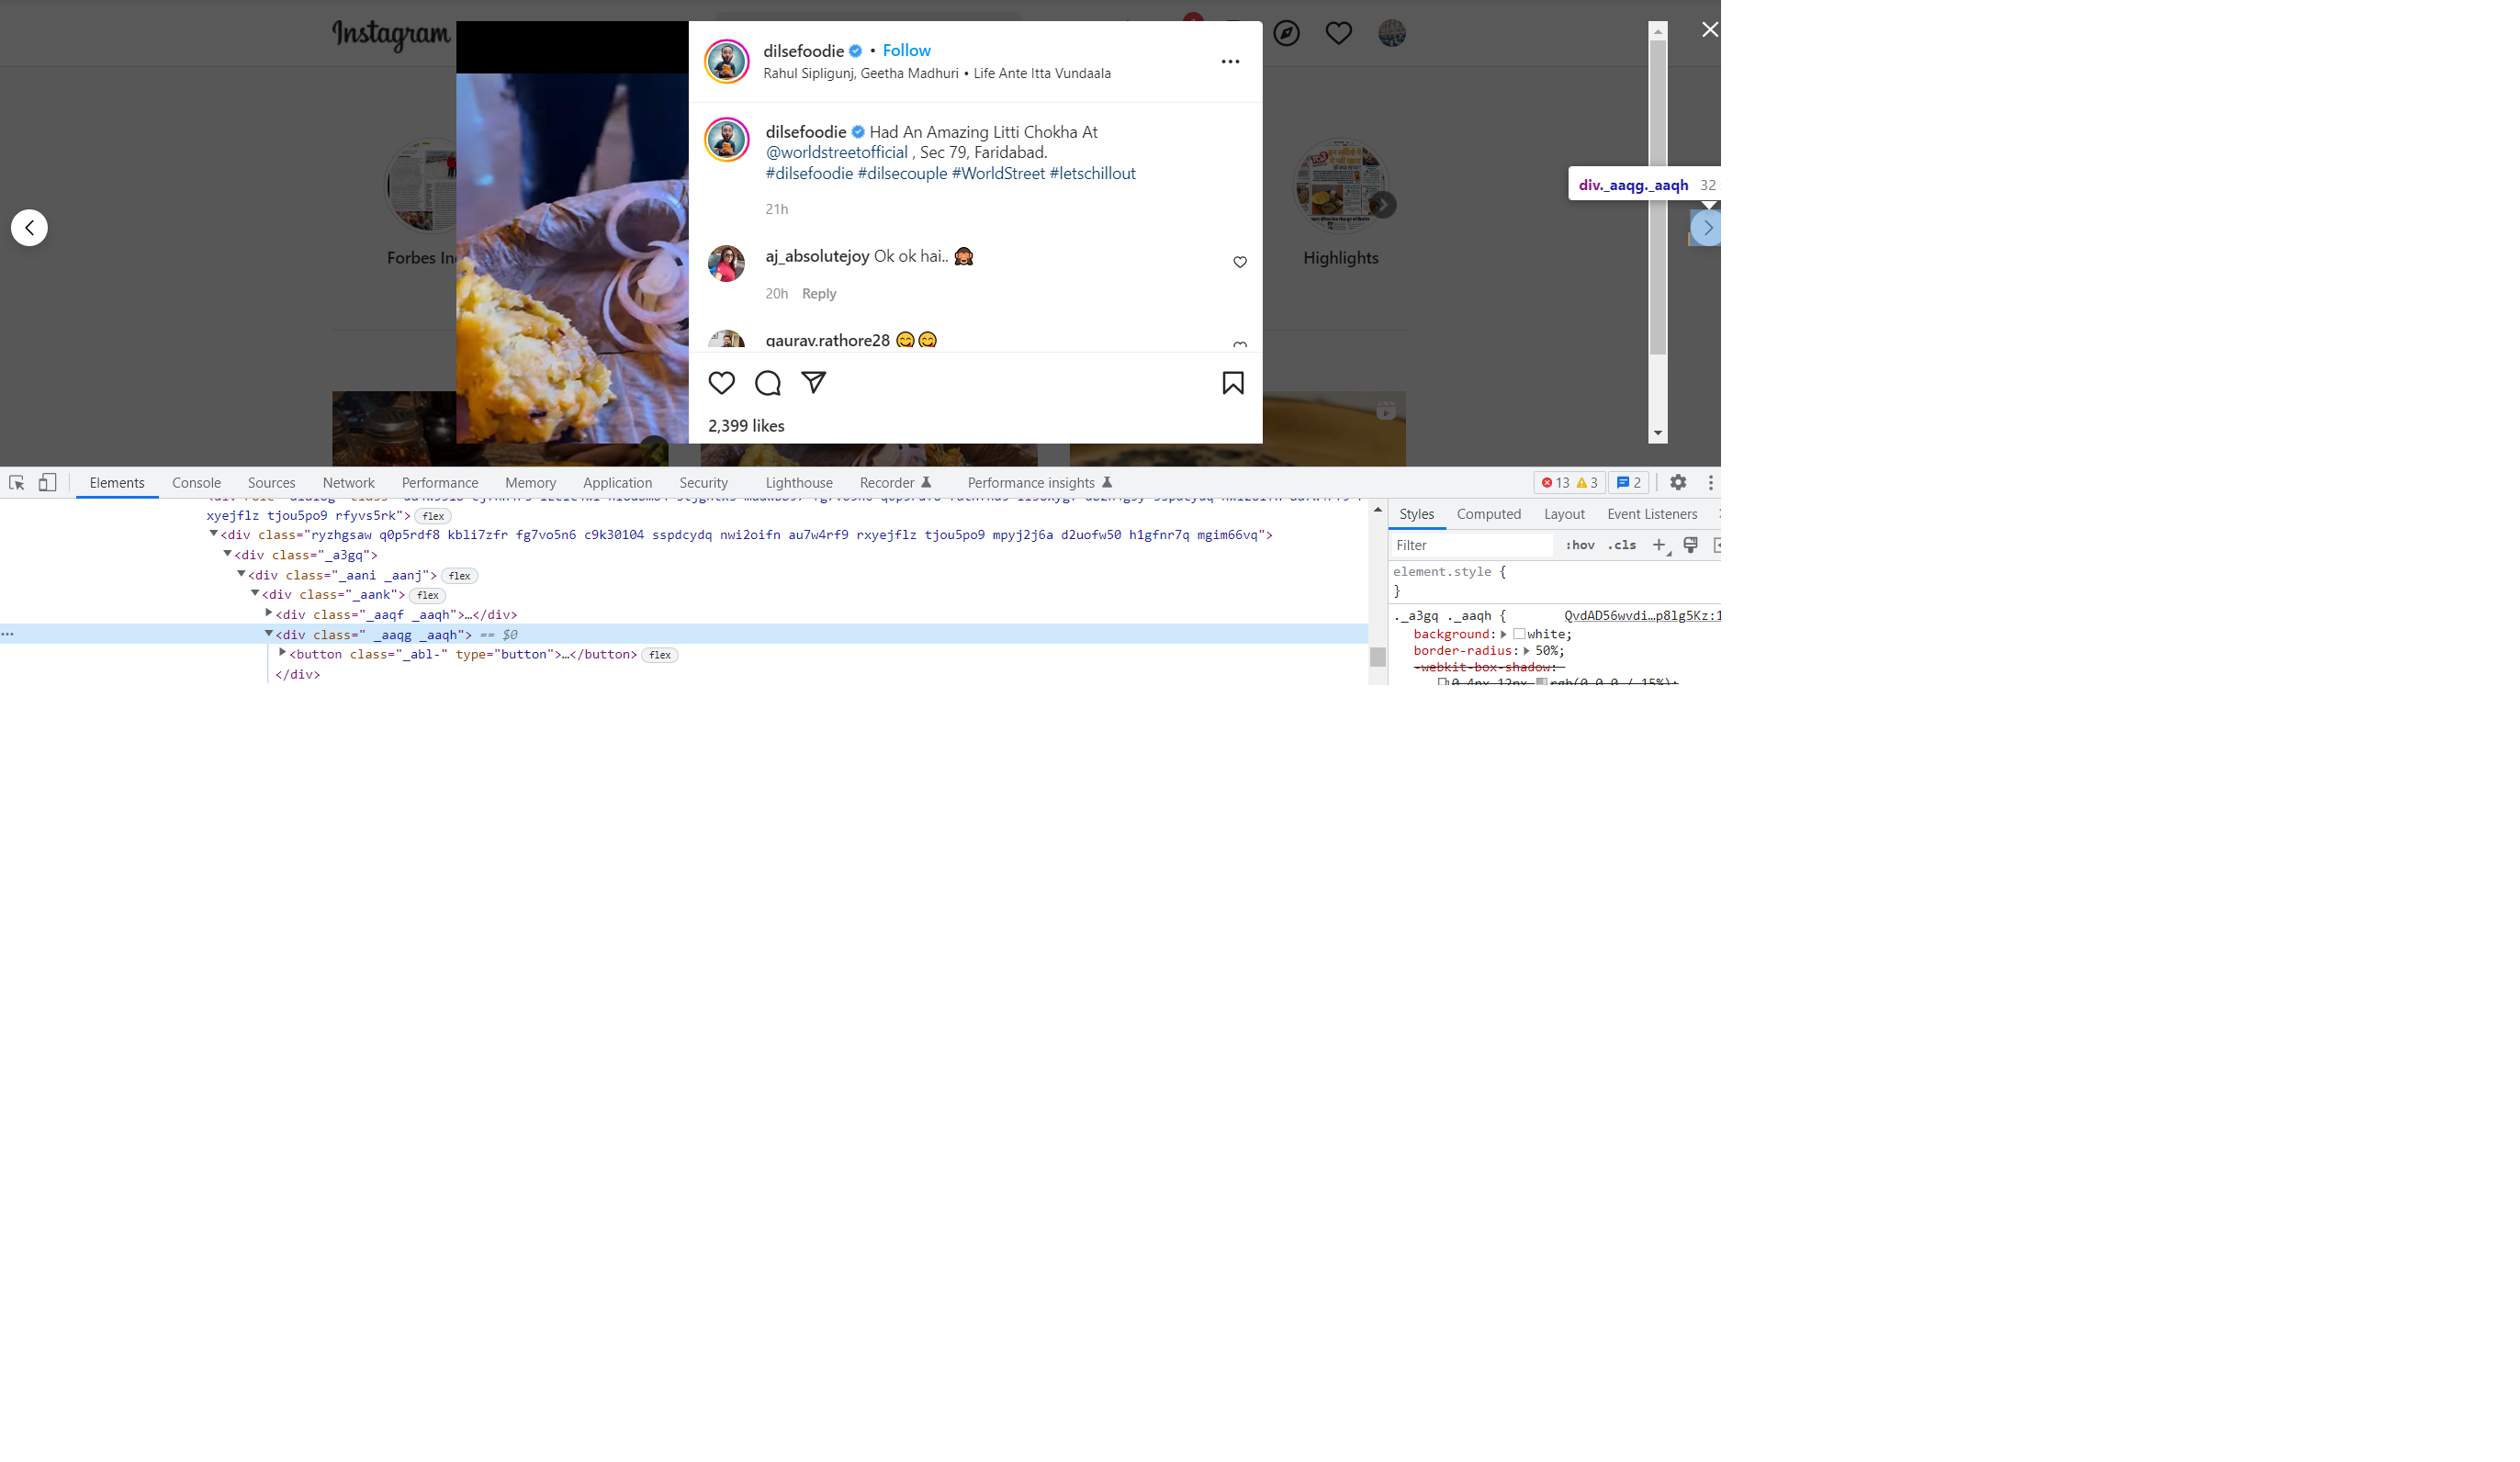 Instagram
dilsefoodie • Follow
Rahul Sipligunj, Geetha Madhuri • Life Ante Itta Vundaala
dilsefoodie Had An Amazing Litti Chokha At
@worldstreetofficial , Sec 79, Faridabad.
#dilsefoodie #dilsecouple #WorldStreet #letschillout
21h
aj_absolutejoy Ok ok hai.. 🙊
20h Reply
gaurav.rathore28 😋😋
2,399 likes
Forbes In
Highlights
div._aaqg._aaqh 32
Elements Console Sources Network Performance Memory Application Security Lighthouse Recorder Performance insights 13 3 2
xyejflz tjou5po9 rfyvs5rk"> flex
<div class="ryzhgsaw q0p5rdf8 kbli7zfr fg7vo5n6 c9k30104 sspdcydq nwi2oifn au7w4rf9 rxyejflz tjou5po9 mpyj2j6a d2uofw50 h1gfnr7q mgim66vq">
<div class="_a3gq">
<div class="_aani _aanj"> flex
<div class="_aank"> flex
<div class="_aaqf _aaqh">…</div>
<div class=" _aaqg _aaqh"> == $0
<button class="_abl-" type="button">…</button> flex
</div>
Styles Computed Layout Event Listeners
Filter :hov .cls +
element.style {
}
._a3gq ._aaqh { QvdAD56wvdi…p8lg5Kz:1
background: white;
border-radius: 50%;
-webkit-box-shadow:
0 4px 12px rgb(0 0 0 / 15%);